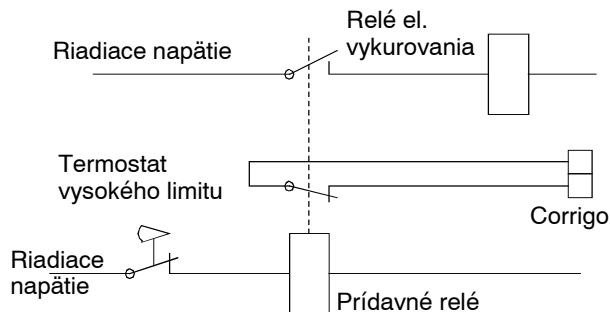 Relé el.
vykurovania
Riadiace napätie
Termostat
vysokého limitu
Corrigo
Riadiace
napätie
Prídavné relé